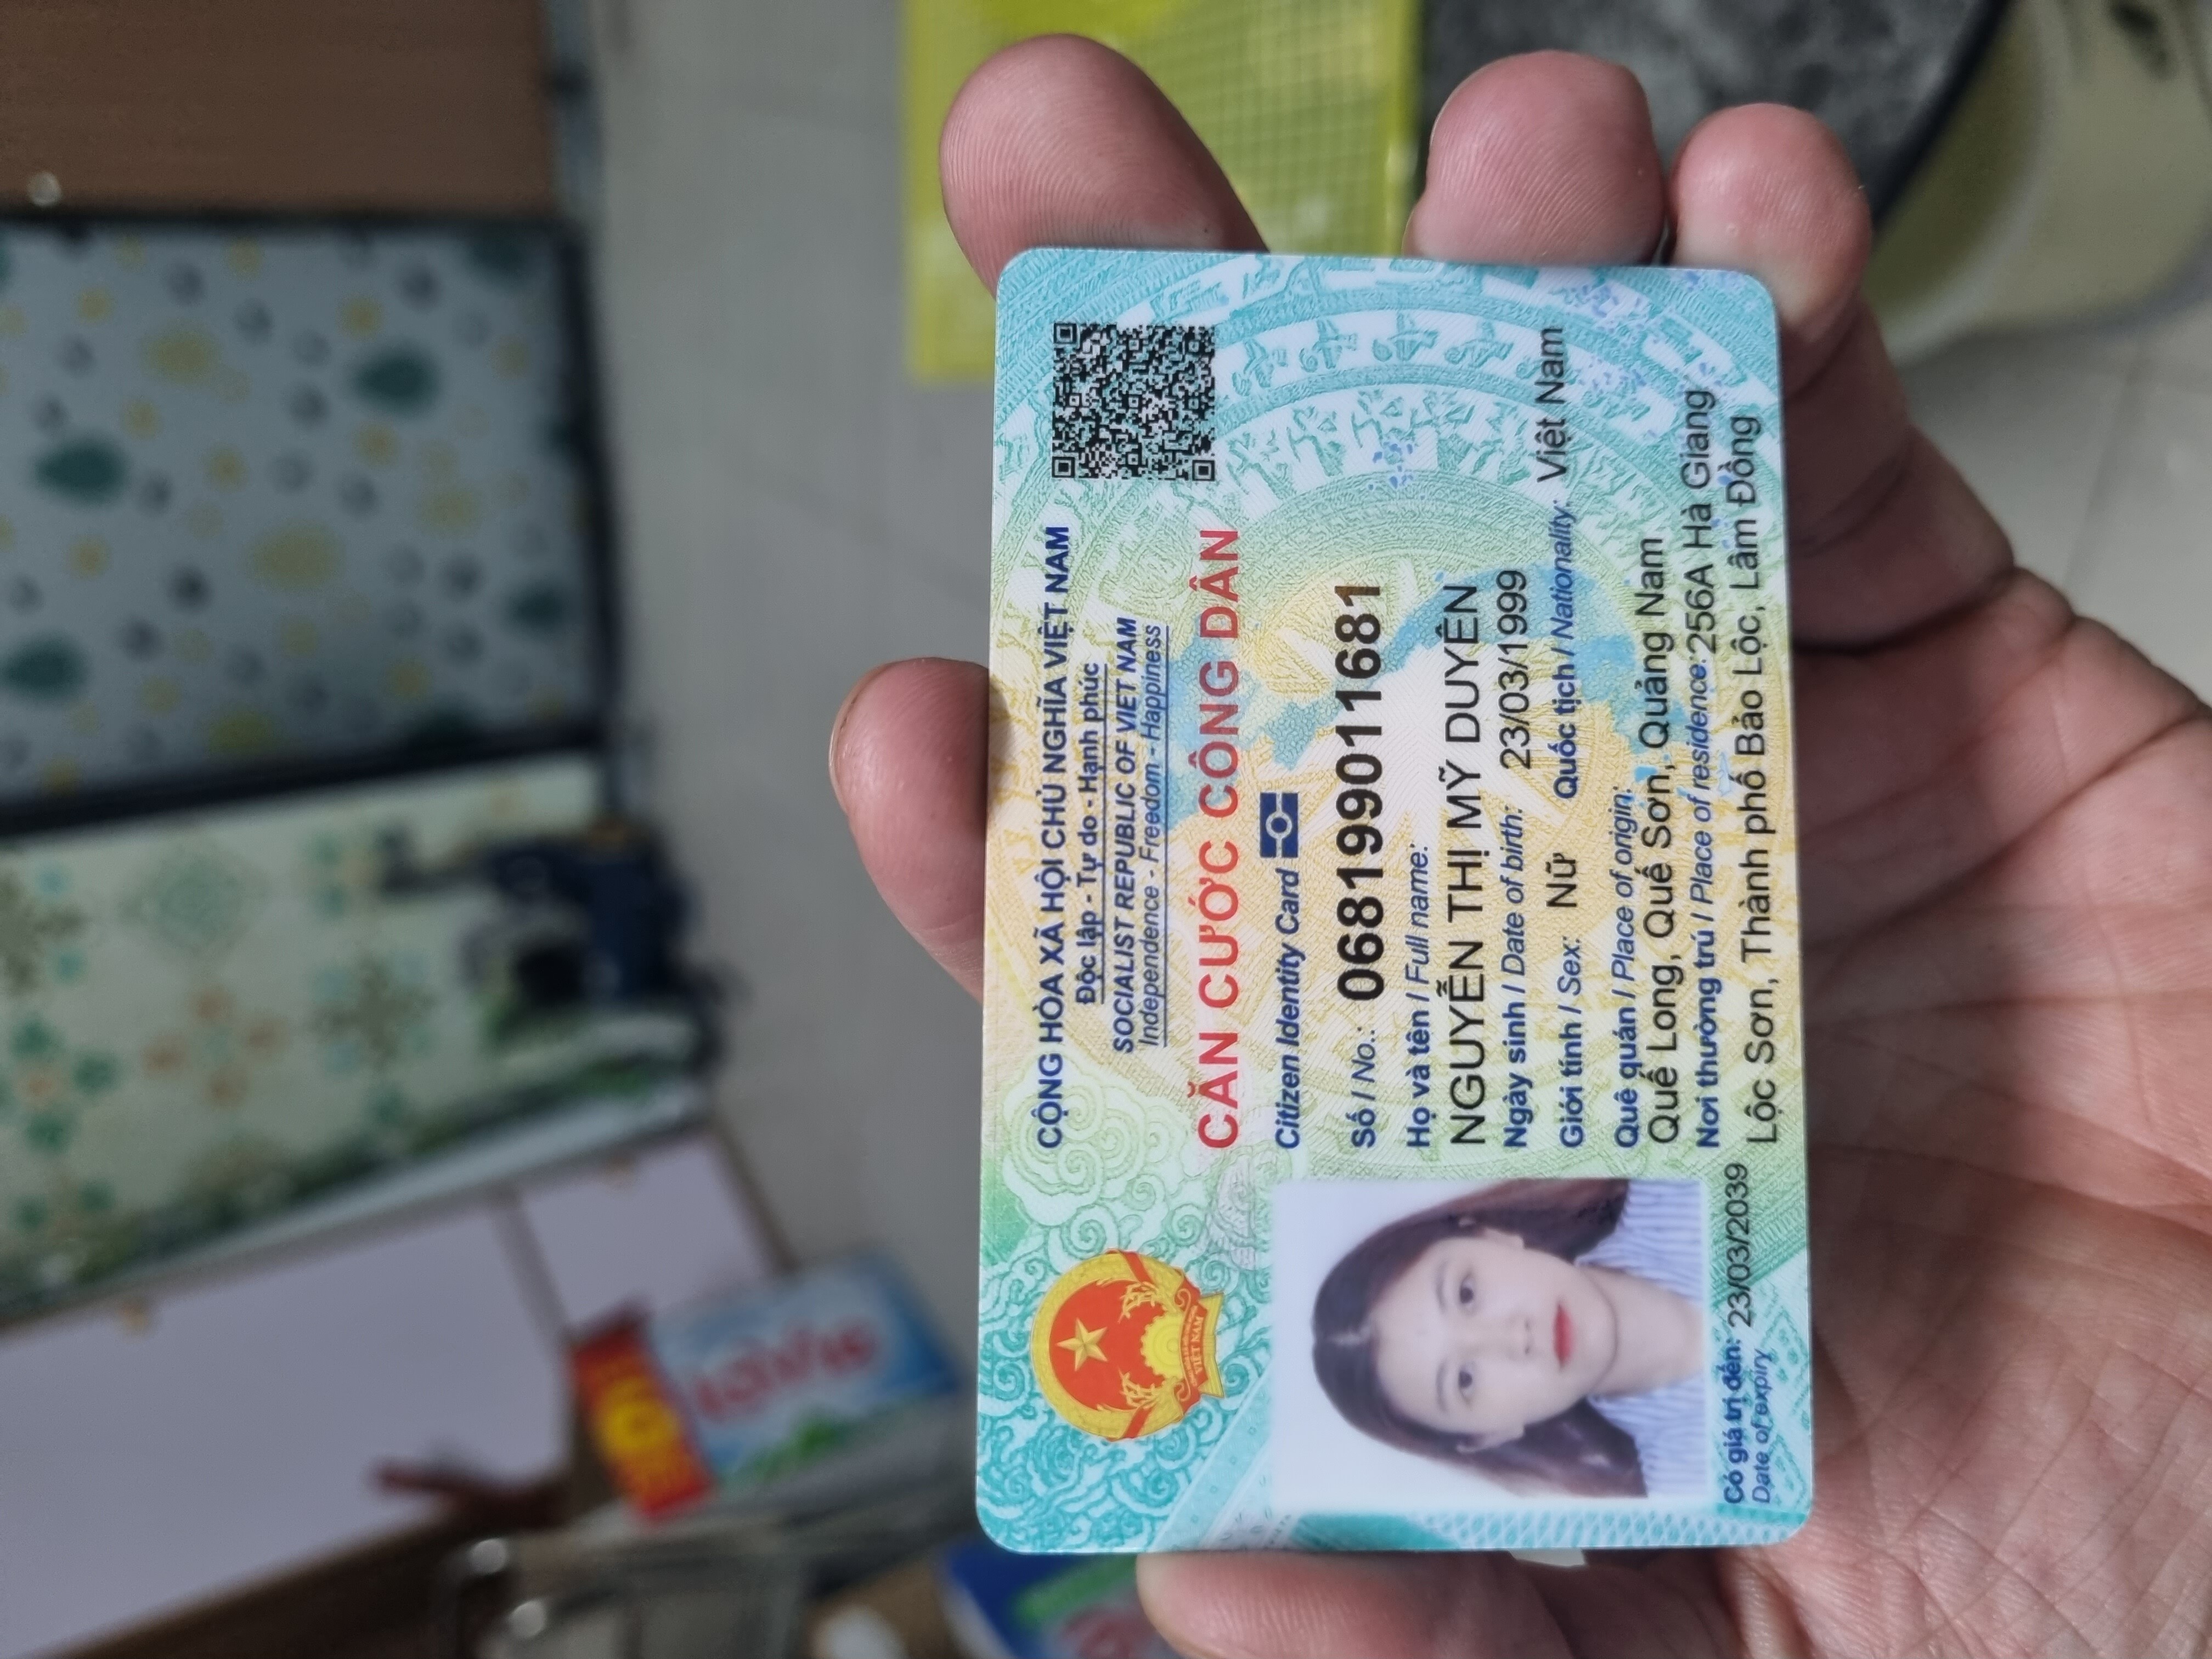 CỘNG HÒA XÃ HỘI CHỦ NGHĨA VIỆT NAM
Độc lập - Tự do - Hạnh phúc
SOCIALIST REPUBLIC OF VIET NAM
Independence - Freedom - Happiness
CĂN CƯỚC CÔNG DÂN
Citizen Identity Card
Số / No.: 068199011681
Họ và tên / Full name:
NGUYỄN THỊ MỸ DUYÊN
Ngày sinh / Date of birth: 23/03/1999
Giới tính / Sex: Nữ Quốc tịch / Nationality: Việt Nam
Quê quán / Place of origin:
Quế Long, Quế Sơn, Quảng Nam
Nơi thường trú / Place of residence: 256A Hà Giang
Lộc Sơn, Thành phố Bảo Lộc, Lâm Đồng
Có giá trị đến: 23/03/2039
Date of expiry
VIỆT NAM